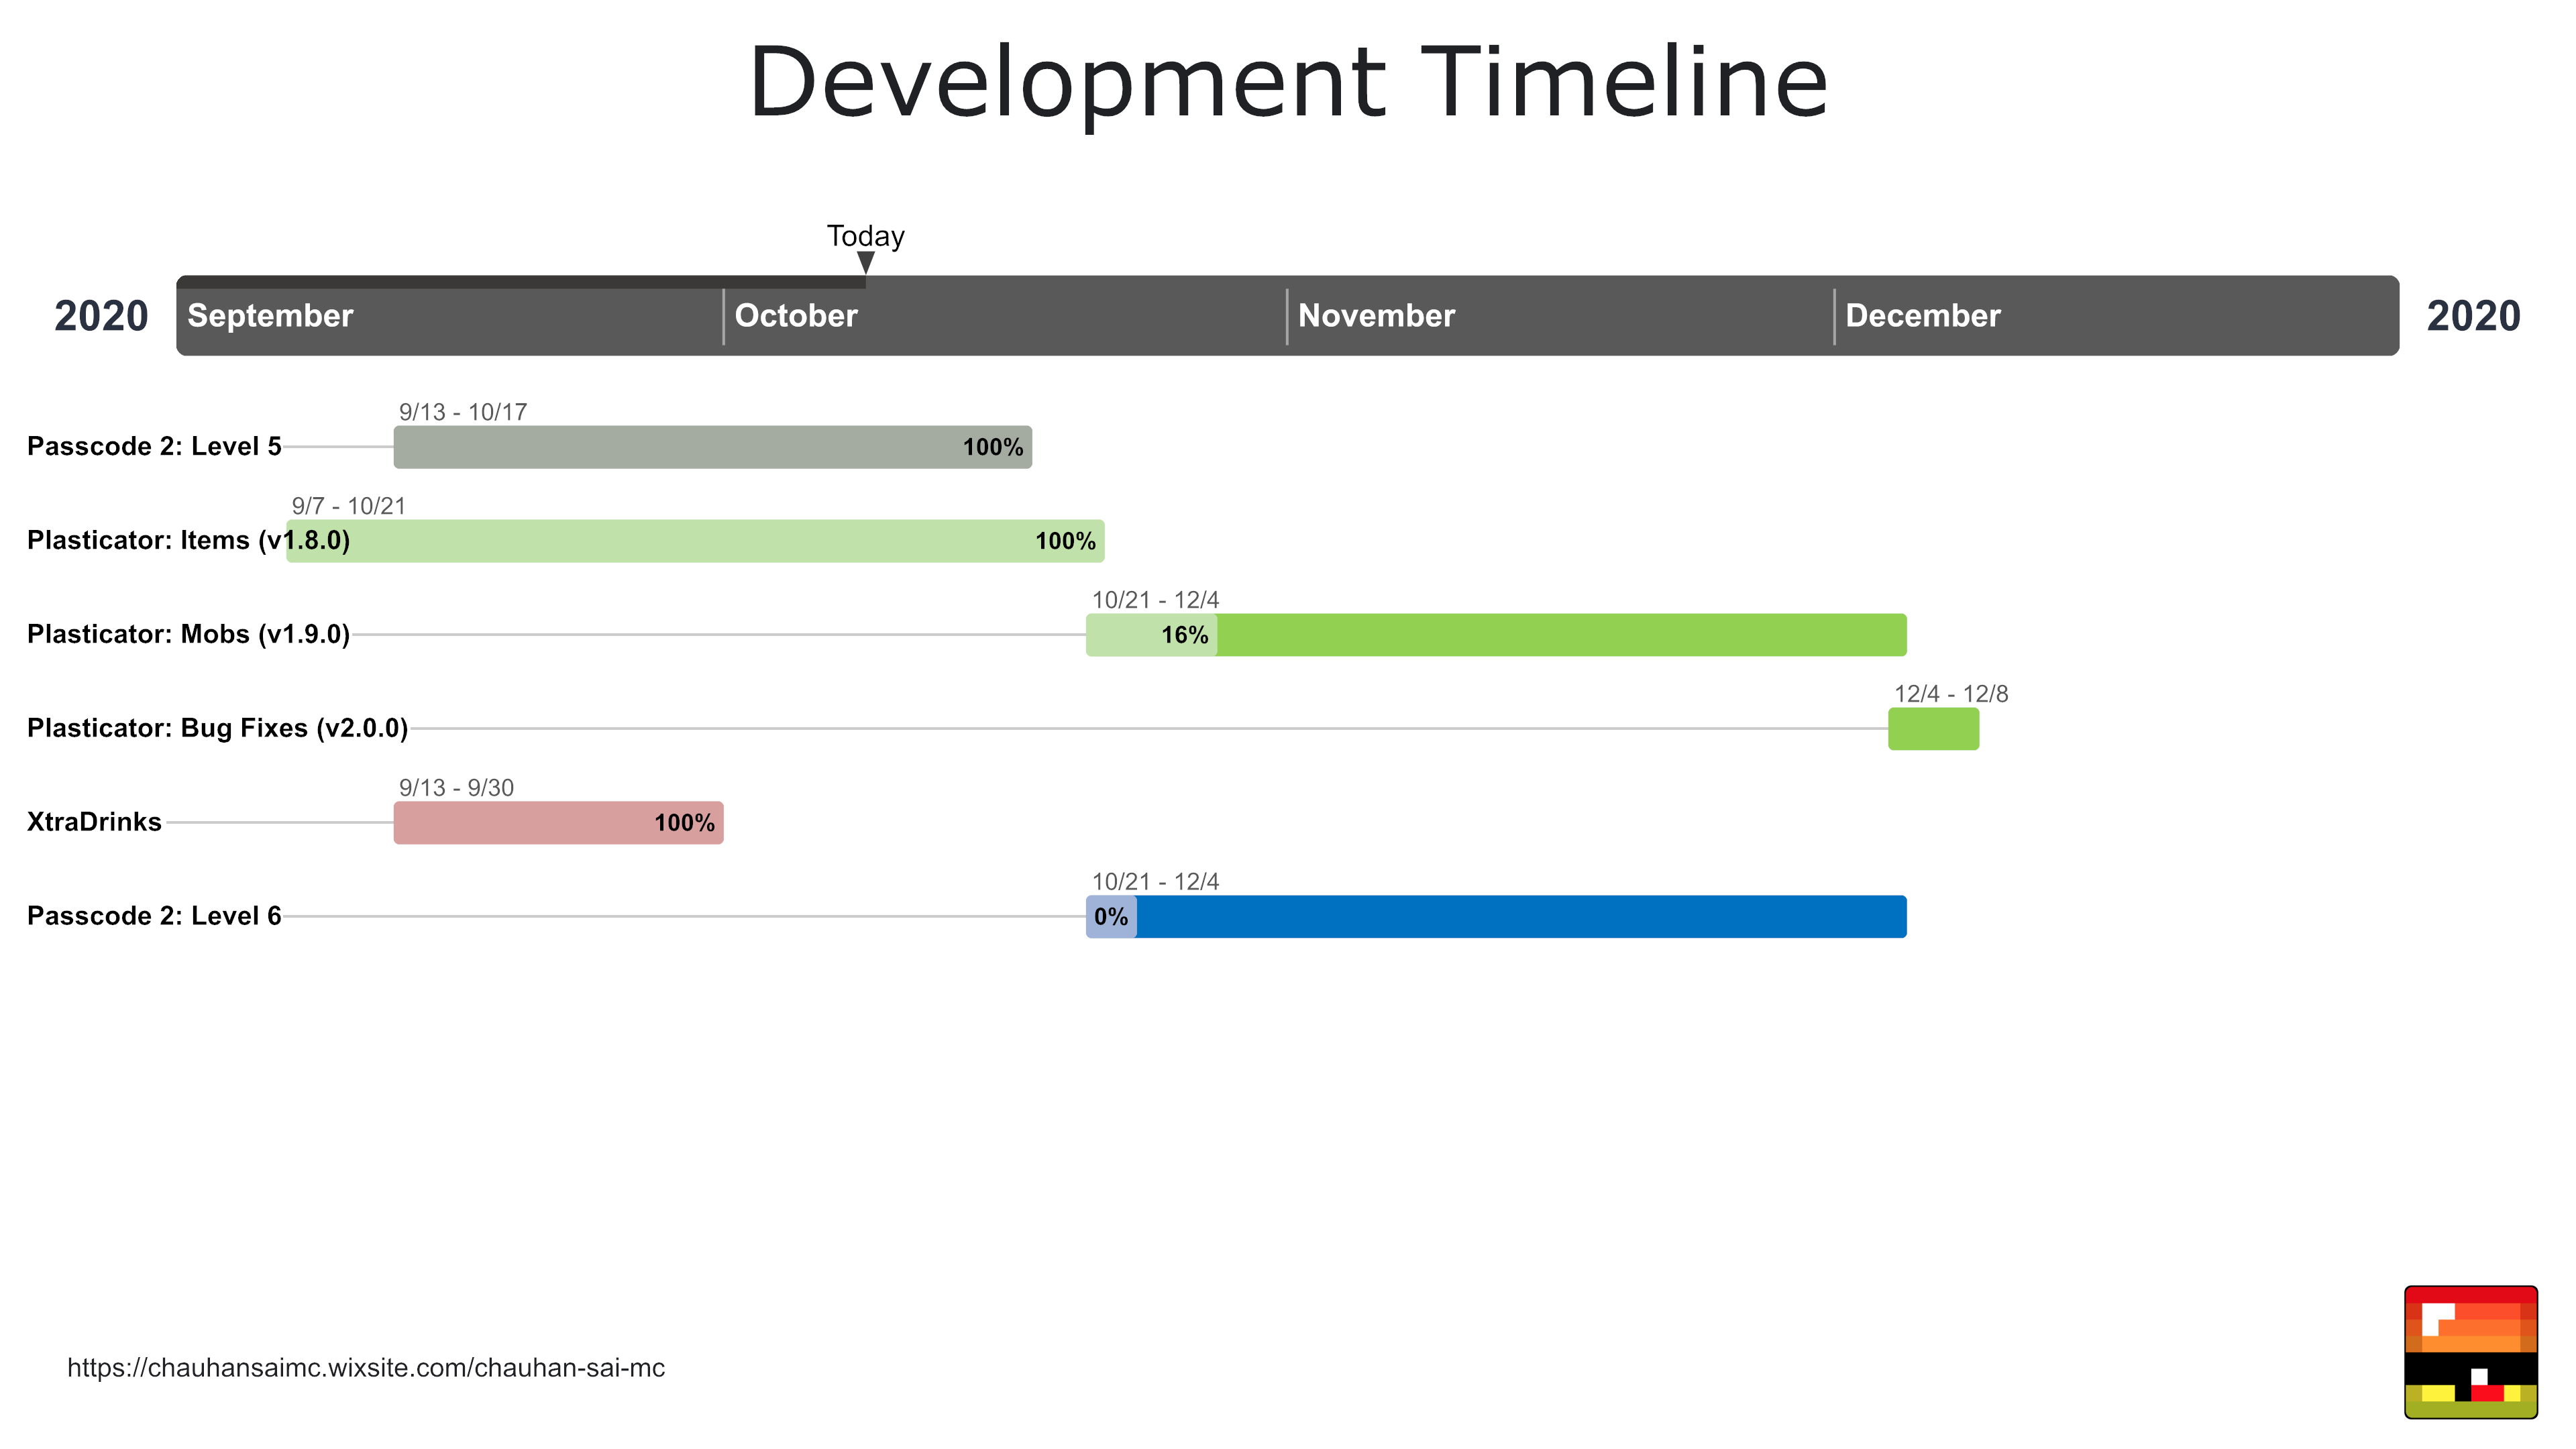 Development Timeline
Today
2020 September October November December 2020
9/13 - 10/17
Passcode 2: Level 5 100%
9/7 - 10/21
Plasticator: Items (v1.8.0) 100%
10/21 - 12/4
Plasticator: Mobs (v1.9.0) 16%
12/4 - 12/8
Plasticator: Bug Fixes (v2.0.0)
9/13 - 9/30
XtraDrinks 100%
10/21 - 12/4
Passcode 2: Level 6 0%
https://chauhansaimc.wixsite.com/chauhan-sai-mc